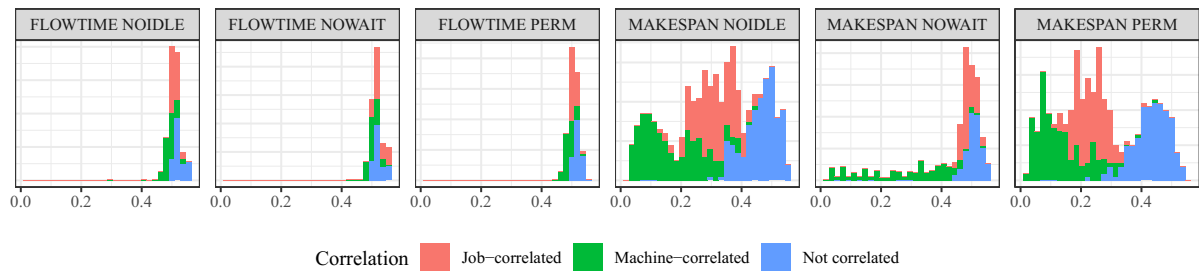 FLOWTIME NOIDLE FLOWTIME NOWAIT FLOWTIME PERM MAKESPAN NOIDLE MAKESPAN NOWAIT MAKESPAN PERM
0.0 0.2 0.4 0.0 0.2 0.4 0.0 0.2 0.4 0.0 0.2 0.4 0.0 0.2 0.4 0.0 0.2 0.4
Correlation Job−correlated Machine−correlated Not correlated